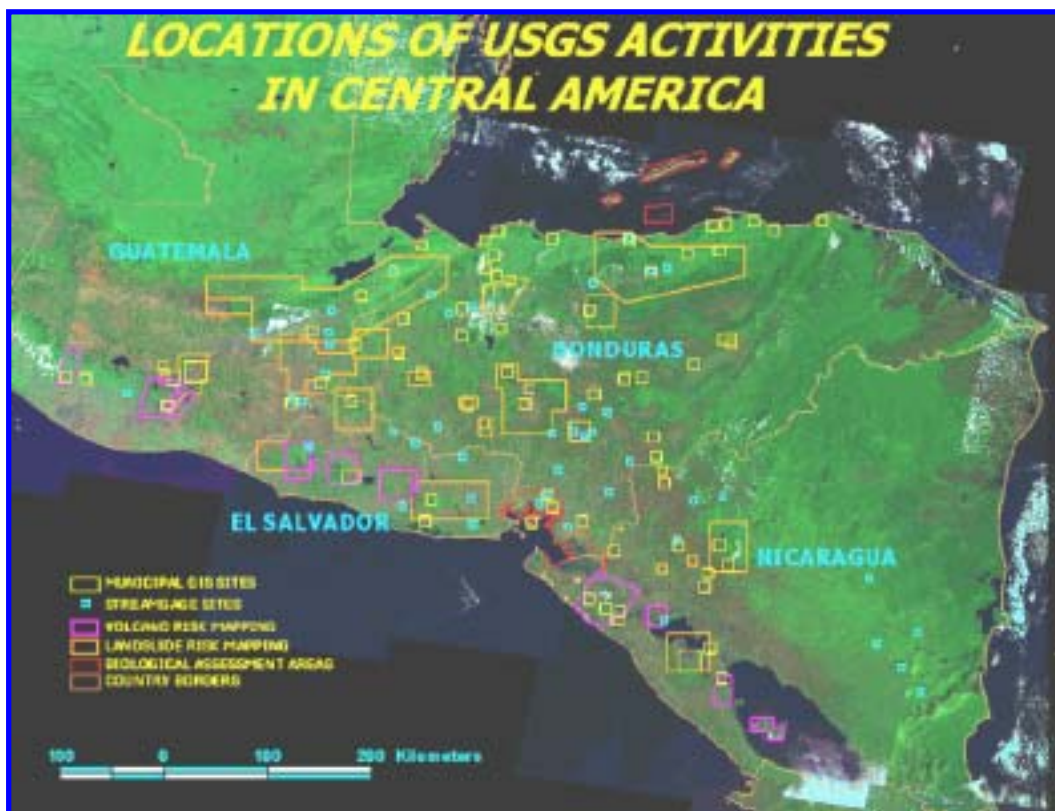 LOCATIONS OF USGS ACTIVITIES
IN CENTRAL AMERICA
GUATEMALA
HONDURAS
EL SALVADOR
NICARAGUA
MUNICIPAL GIS SITES
STREAMGAGE SITES
VOLCANO RISK MAPPING
LANDSLIDE RISK MAPPING
BIOLOGICAL ASSESSMENT AREAS
COUNTRY BORDERS
100 0 100 200 Kilometers